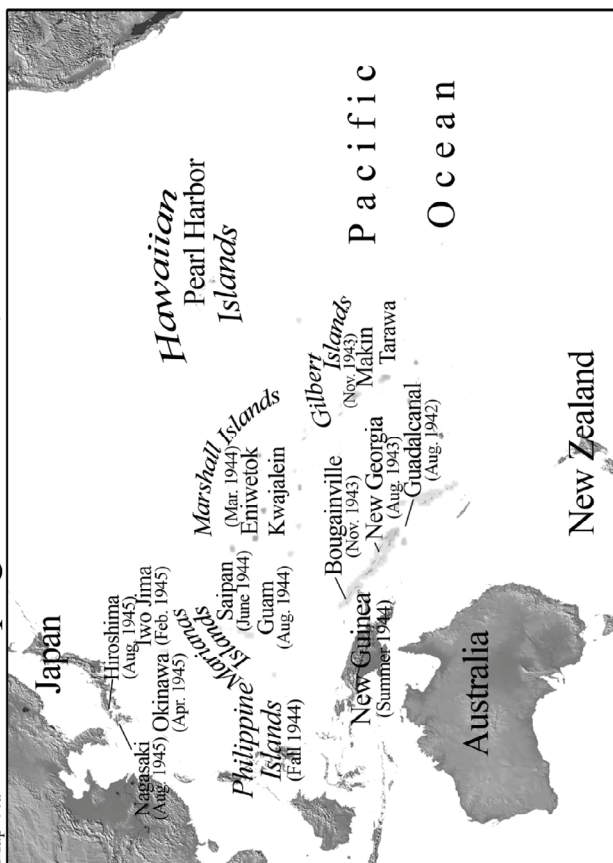 Japan
Hiroshima
(Aug. 1945)
Nagasaki
(Aug. 1945)
Iwo Jima
(Feb. 1945)
Okinawa
(Apr. 1945)
Marianas
Islands
Saipan
(June 1944)
Guam
(Aug. 1944)
Philippine
Islands
(Fall 1944)
Marshall Islands
(Mar. 1944)
Eniwetok
Kwajalein
Hawaiian
Pearl Harbor
Islands
Gilbert
Islands
(Nov. 1943)
Makin
Tarawa
Bougainville
(Nov. 1943)
New Georgia
(Aug. 1943)
Guadalcanal
(Aug. 1942)
New Guinea
(Summer 1944)
Pacific
Ocean
Australia
New Zealand